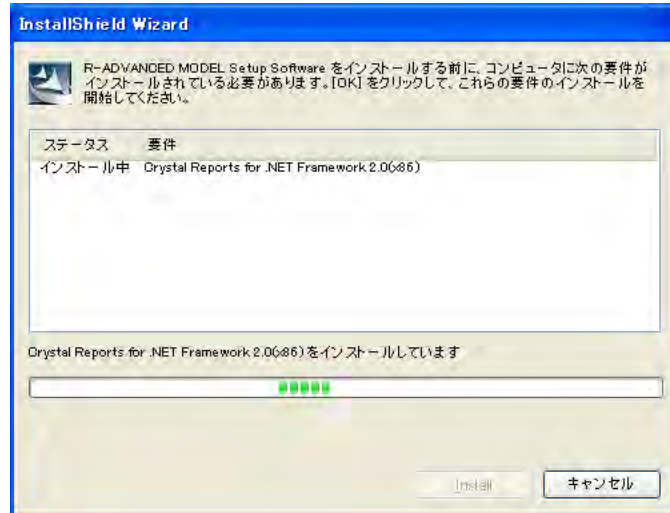 InstallShield Wizard
R-ADVANCED MODEL Setup Software をインストールする前に、コンピュータに次の要件が
インストールされている必要があります。[OK] をクリックして、これらの要件のインストールを
開始してください。
ステータス 要件
インストール中 Crystal Reports for .NET Framework 2.0(x86)
Crystal Reports for .NET Framework 2.0(x86)をインストールしています
Install キャンセル